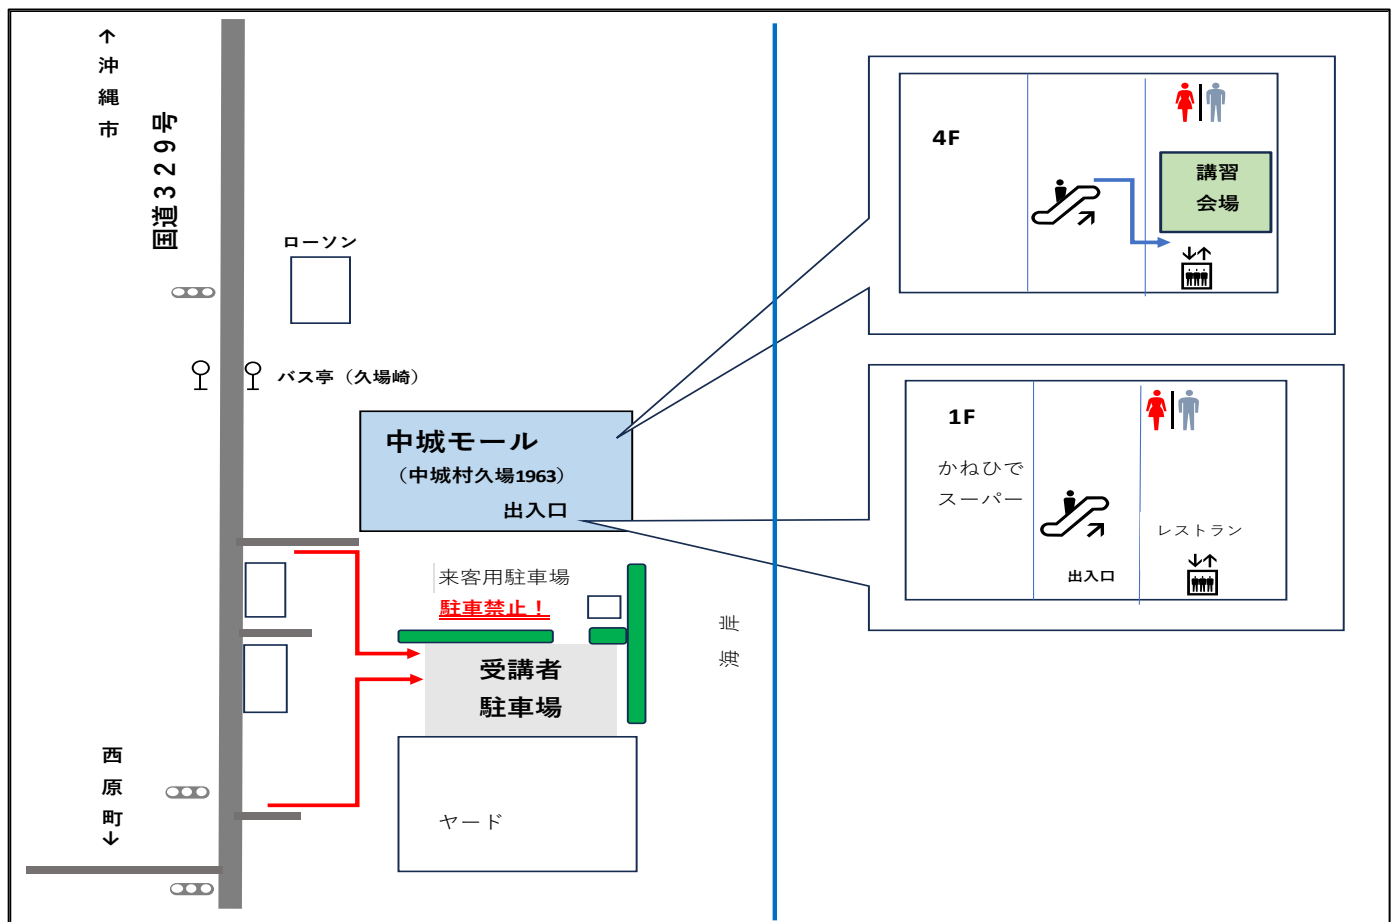 ↑沖縄市
国道329号
ローソン
バス亭（久場崎）
中城モール
（中城村久場1963）
出入口
来客用駐車場
駐車禁止！
受講者
駐車場
ヤード
西原町↓
海岸
4F
講習
会場
1F
かねひで
スーパー
レストラン
出入口